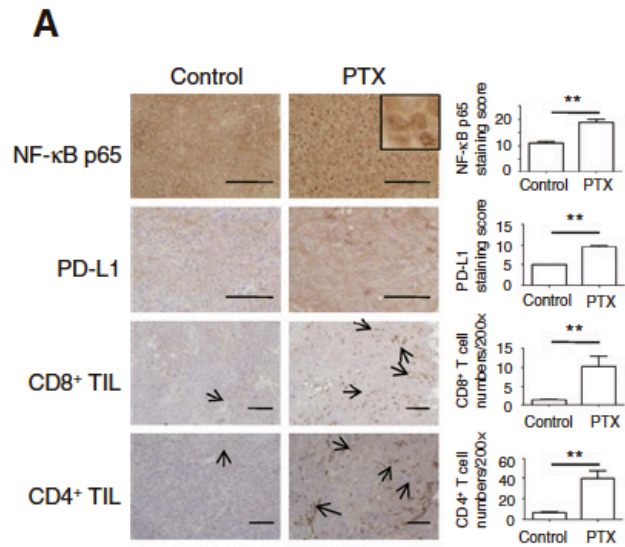 A
Control PTX
NF-κB p65
NF-κB p65
staining score
20
10
0
**
Control PTX
PD-L1
PD-L1
staining score
15
10
5
0
**
Control PTX
CD8⁺ TIL
CD8⁺ T cell
numbers/200x
15
10
5
0
**
Control PTX
CD4⁺ TIL
CD4⁺ T cell
numbers/200x
60
40
20
0
**
Control PTX